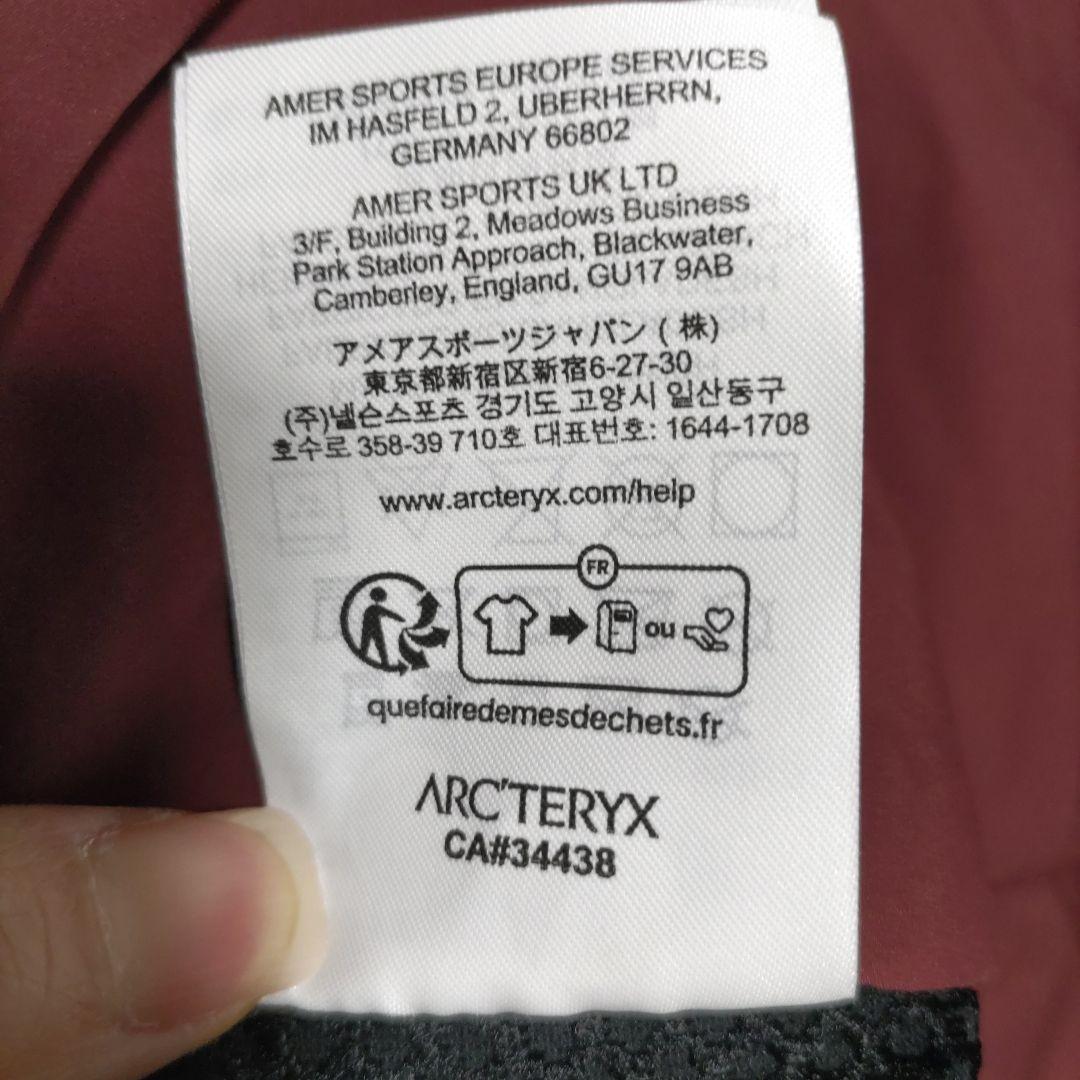 AMER SPORTS EUROPE SERVICES
IM HASFELD 2, UBERHERRN,
GERMANY 66802
AMER SPORTS UK LTD
3/F, Building 2, Meadows Business
Park Station Approach, Blackwater,
Camberley, England, GU17 9AB
アメアスポーツジャパン (株)
東京都新宿区新宿6-27-30
(주)넬슨스포츠 경기도 고양시 일산동구
호수로 358-39 710호 대표번호: 1644-1708
www.arcteryx.com/help
FR
ou
quefairedemesdechets.fr
ARC'TERYX
CA#34438